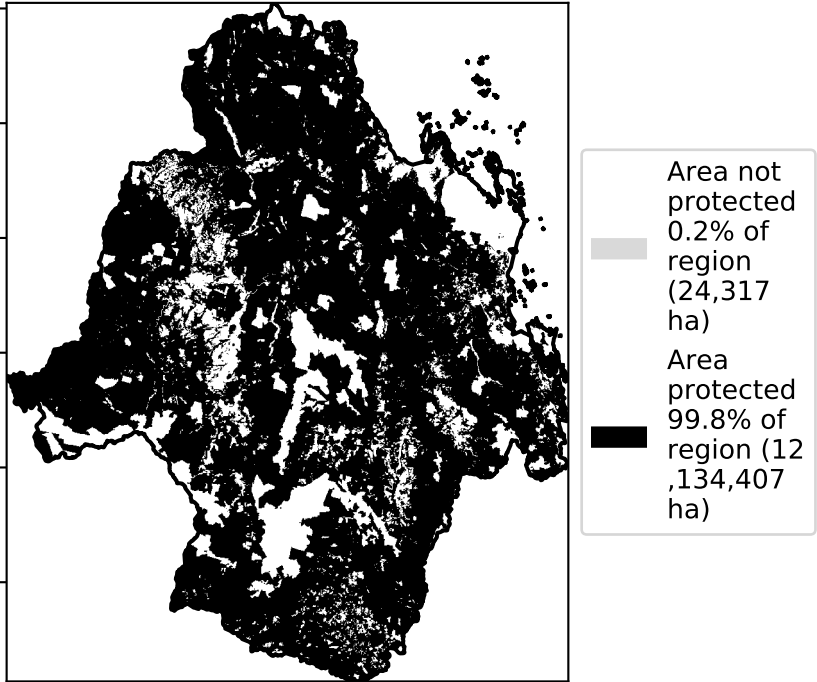 Area not
protected
0.2% of
region
(24,317
ha)
Area
protected
99.8% of
region (12
,134,407
ha)